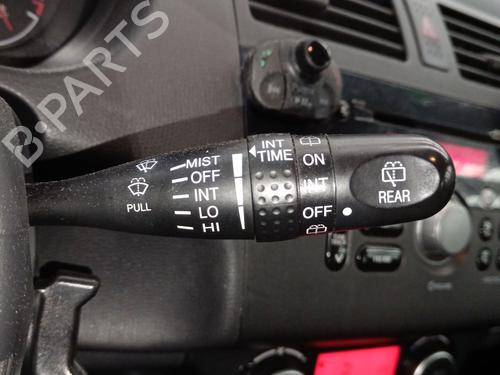 B-PARTS
MIST
OFF
INT
LO
HI
PULL
INT
TIME
ON
INT
OFF
REAR